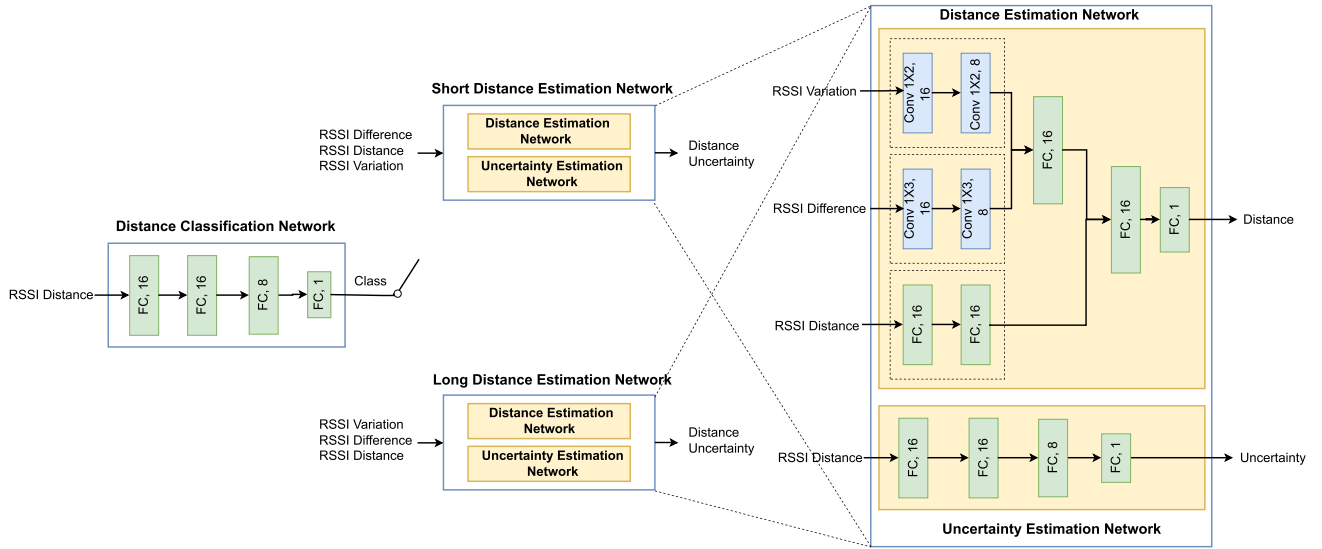 Distance Classification Network
RSSI Distance
FC, 16
FC, 16
FC, 8
FC, 1
Class
Short Distance Estimation Network
RSSI Difference
RSSI Distance
RSSI Variation
Distance Estimation
Network
Uncertainty Estimation
Network
Distance
Uncertainty
Long Distance Estimation Network
RSSI Variation
RSSI Difference
RSSI Distance
Distance Estimation
Network
Uncertainty Estimation
Network
Distance
Uncertainty
Distance Estimation Network
RSSI Variation
Conv 1X2,
16
Conv 1X2, 8
RSSI Difference
Conv 1X3,
16
Conv 1X3,
8
FC, 16
RSSI Distance
FC, 16
FC, 16
FC, 16
FC, 1
Distance
RSSI Distance
FC, 16
FC, 16
FC, 8
FC, 1
Uncertainty
Uncertainty Estimation Network